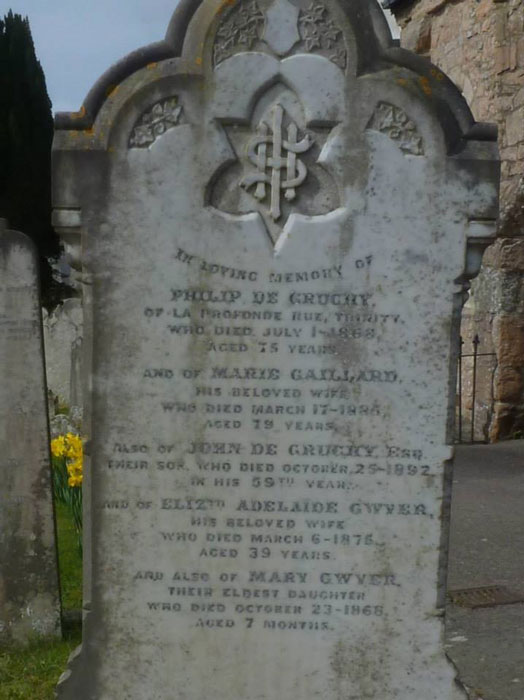 IN LOVING MEMORY OF
PHILIP DE GRUCHY,
OF LA PROFONDE RUE, TRINITY,
WHO DIED JULY 1-1868,
AGED 75 YEARS.
AND OF MARIE GAILLARD,
HIS BELOVED WIFE
WHO DIED MARCH 17-
AGED 79 YEARS.
ALSO OF JOHN DE GRUCHY, ESQ
THEIR SON, WHO DIED OCTOBER 25-1892
IN HIS 59TH YEAR.
AND OF ELIZTH ADELAIDE GWYER,
HIS BELOVED WIFE
WHO DIED MARCH 6-1876,
AGED 39 YEARS.
AND ALSO OF MARY GWYER,
THEIR ELDEST DAUGHTER
WHO DIED OCTOBER 23-1868,
AGED 7 MONTHS.